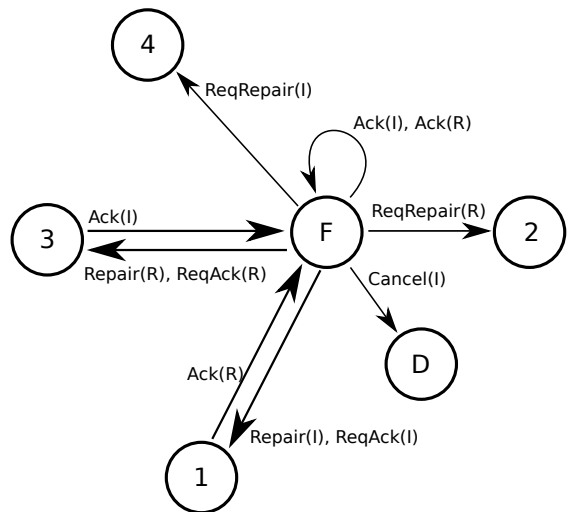 4
ReqRepair(I)
Ack(I), Ack(R)
Ack(I)
ReqRepair(R)
3
F
2
Repair(R), ReqAck(R)
Cancel(I)
D
Ack(R)
Repair(I), ReqAck(I)
1